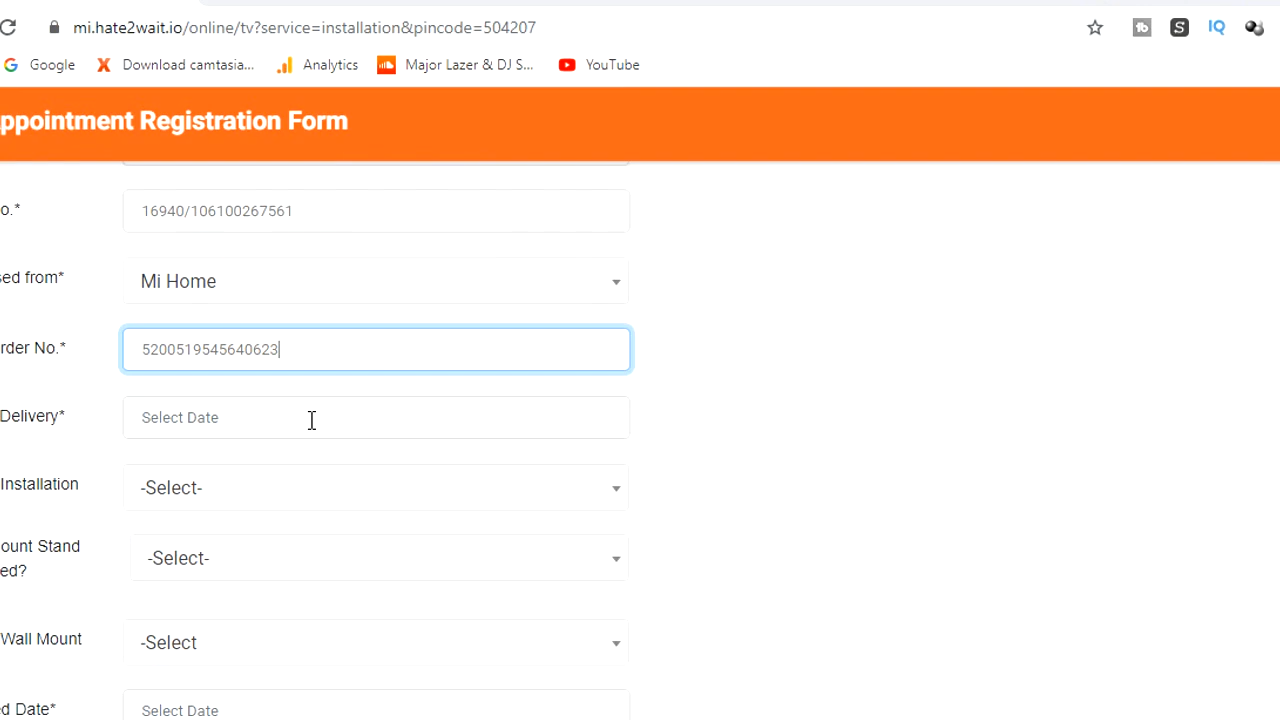 mi.hate2wait.io/online/tv?service=installation&pincode=504207
Google Download camtasia... Analytics Major Lazer & DJ S... YouTube
ppointment Registration Form
o.* 16940/106100267561
sed from* Mi Home
rder No.* 5200519545640623
Delivery* Select Date
Installation -Select-
ount Stand
ed?
-Select-
Wall Mount -Select
d Date* Select Date